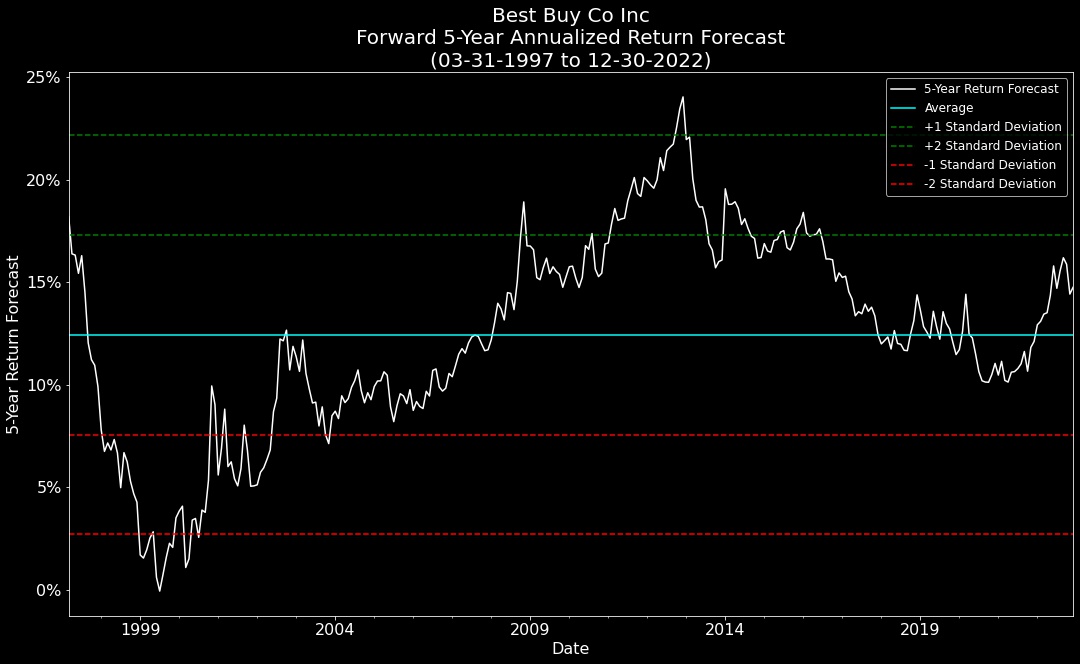 Best Buy Co Inc
Forward 5-Year Annualized Return Forecast
(03-31-1997 to 12-30-2022)
25%
20%
15%
10%
5%
0%
5-Year Return Forecast
5-Year Return Forecast
Average
+1 Standard Deviation
+2 Standard Deviation
-1 Standard Deviation
-2 Standard Deviation
1999
2004
2009
2014
2019
Date